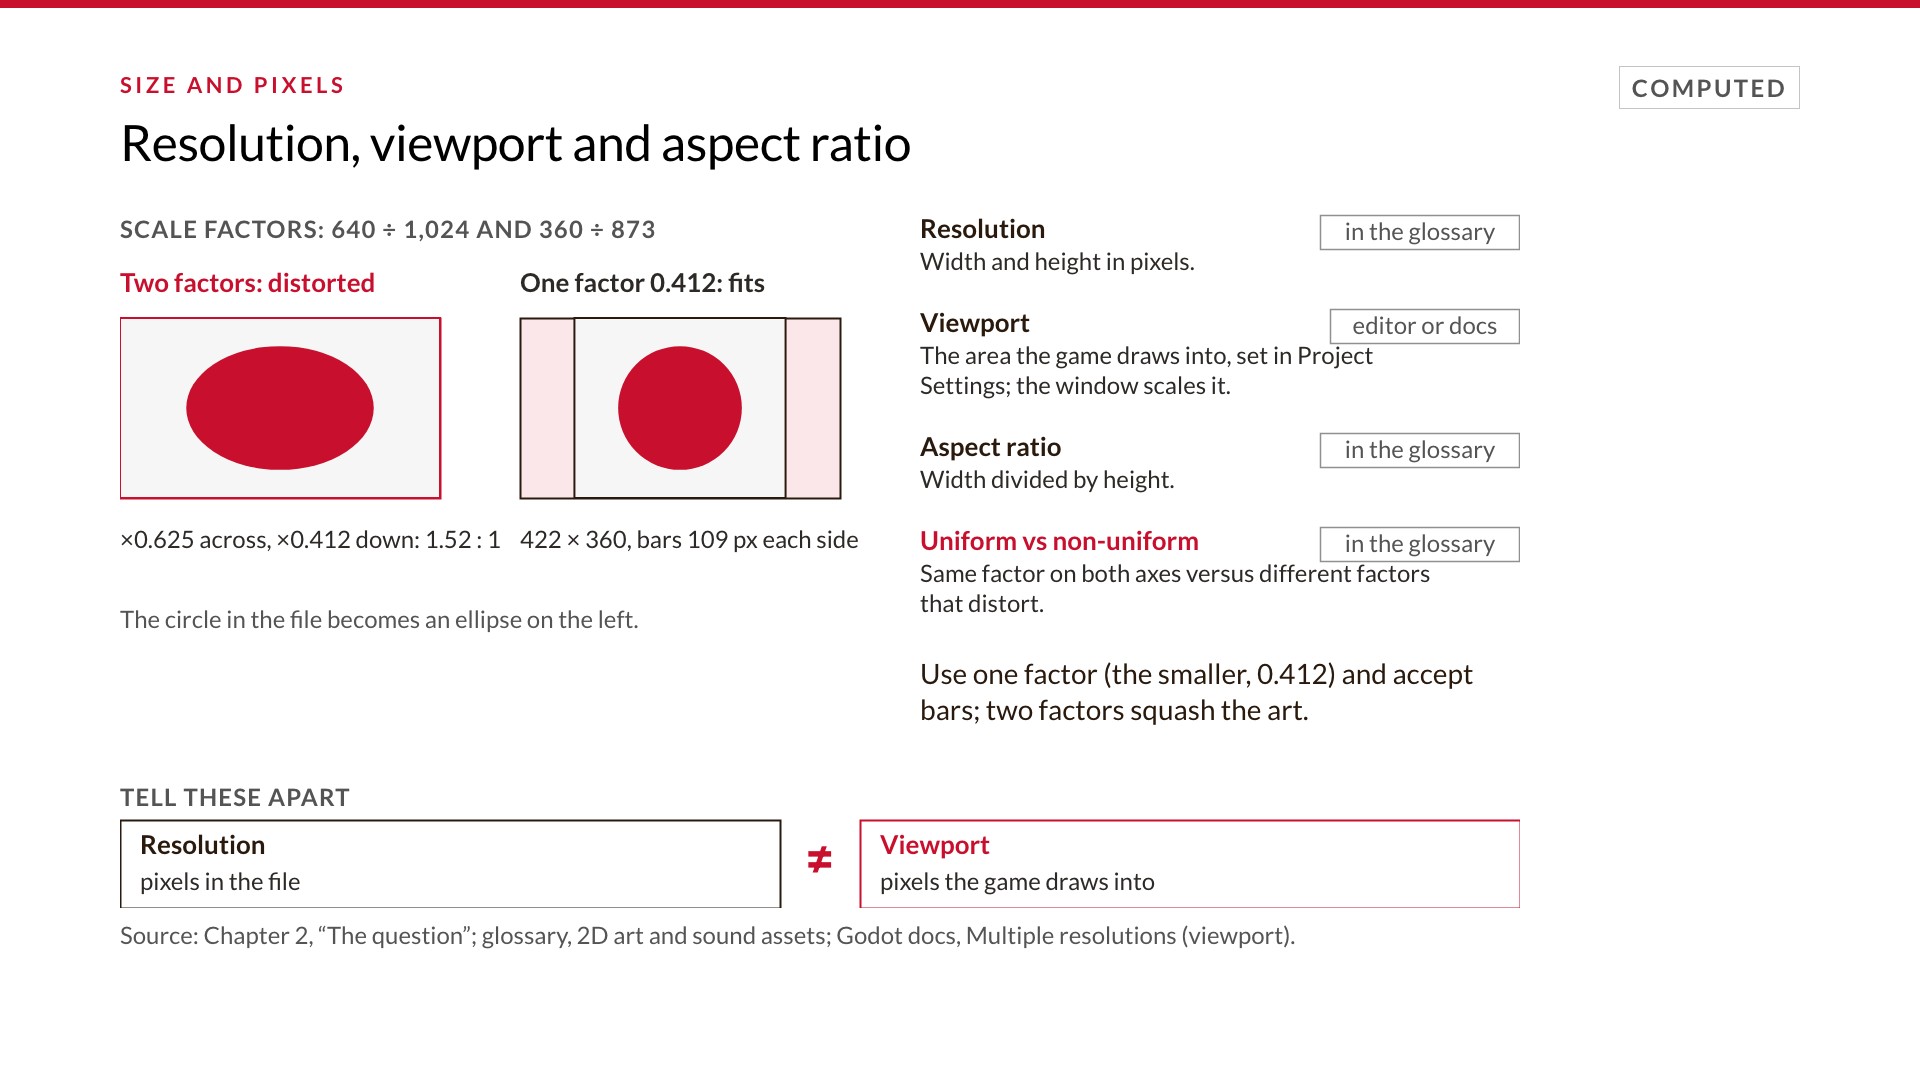 SIZE AND PIXELS
COMPUTED
Resolution, viewport and aspect ratio
SCALE FACTORS: 640 ÷ 1,024 AND 360 ÷ 873
Two factors: distorted
One factor 0.412: fits
×0.625 across, ×0.412 down: 1.52 : 1
422 × 360, bars 109 px each side
The circle in the file becomes an ellipse on the left.
Resolution
in the glossary
Width and height in pixels.
Viewport
editor or docs
The area the game draws into, set in Project
Settings; the window scales it.
Aspect ratio
in the glossary
Width divided by height.
Uniform vs non-uniform
in the glossary
Same factor on both axes versus different factors
that distort.
Use one factor (the smaller, 0.412) and accept
bars; two factors squash the art.
TELL THESE APART
Resolution
pixels in the file
≠
Viewport
pixels the game draws into
Source: Chapter 2, “The question”; glossary, 2D art and sound assets; Godot docs, Multiple resolutions (viewport).